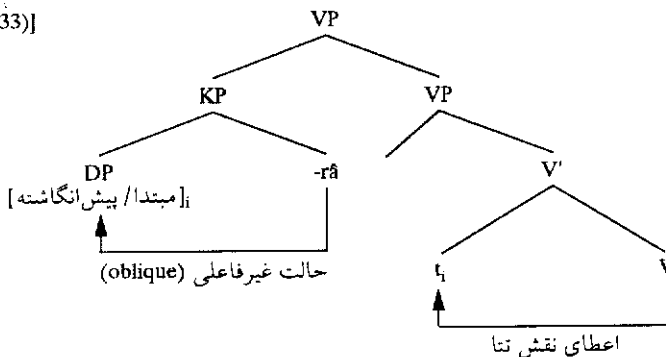 33)]
VP
KP VP
DP -râ V'
[مبتدا / پیش‌انگاشته]i
حالت غیرفاعلی (oblique)
ti V
اعطای نقش تتا